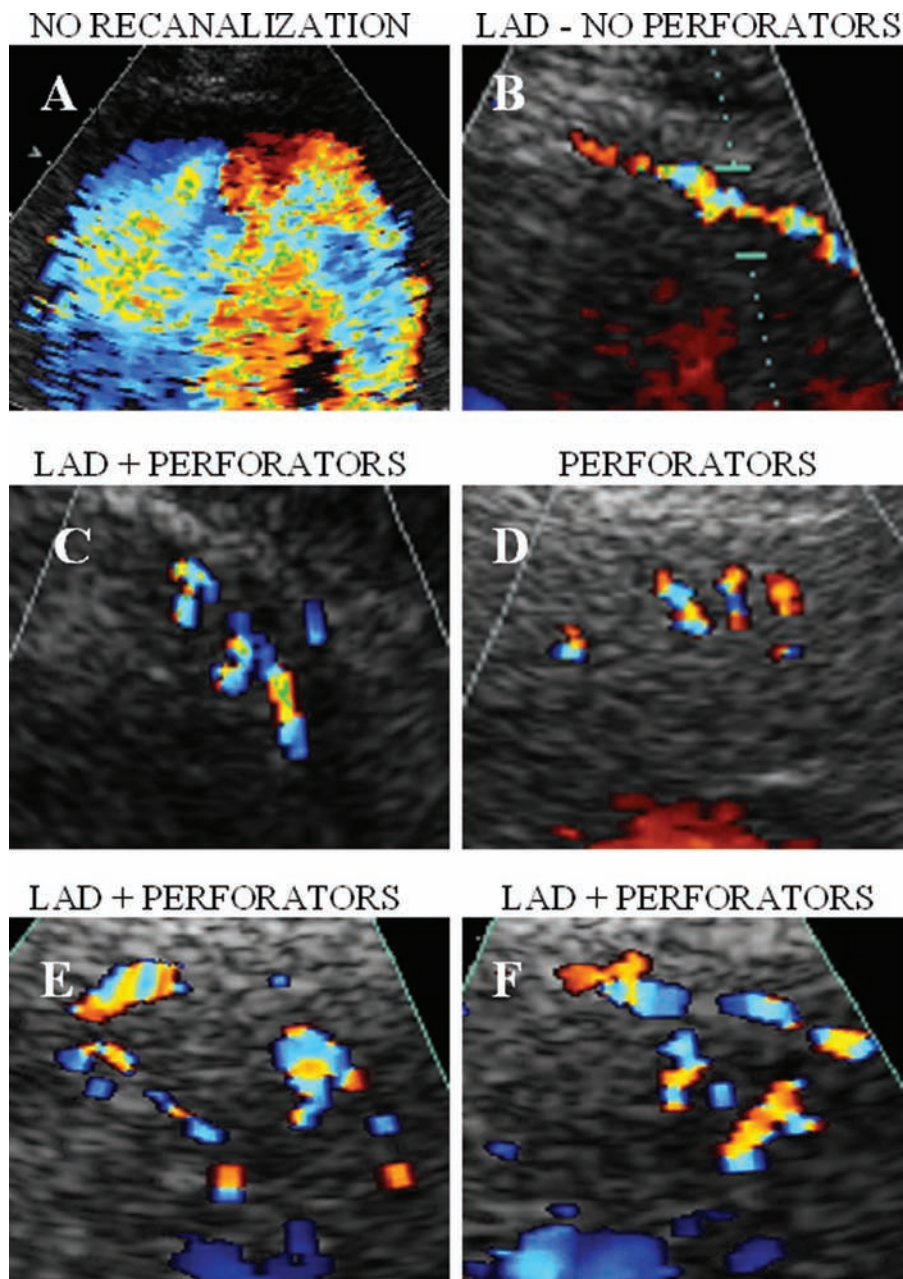 NO RECANALIZATION
LAD - NO PERFORATORS
A
B
LAD + PERFORATORS
PERFORATORS
C
D
LAD + PERFORATORS
LAD + PERFORATORS
E
F